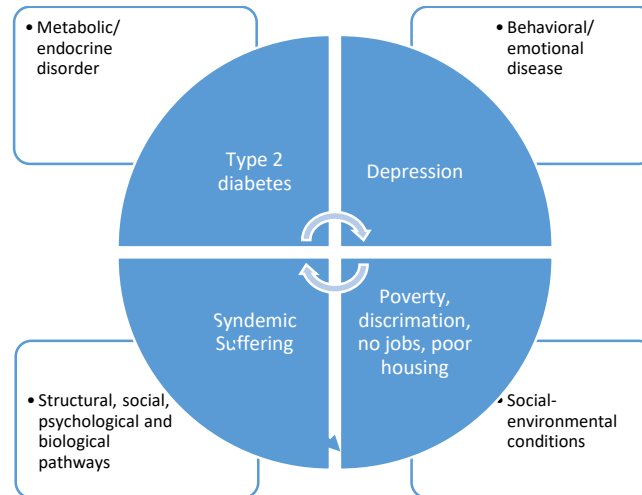 • Metabolic/
endocrine
disorder
• Behavioral/
emotional
disease
Type 2
diabetes
Depression
Syndemic
Suffering
Poverty,
discrimation,
no jobs, poor
housing
• Structural, social,
psychological and
biological
pathways
• Social-
environmental
conditions